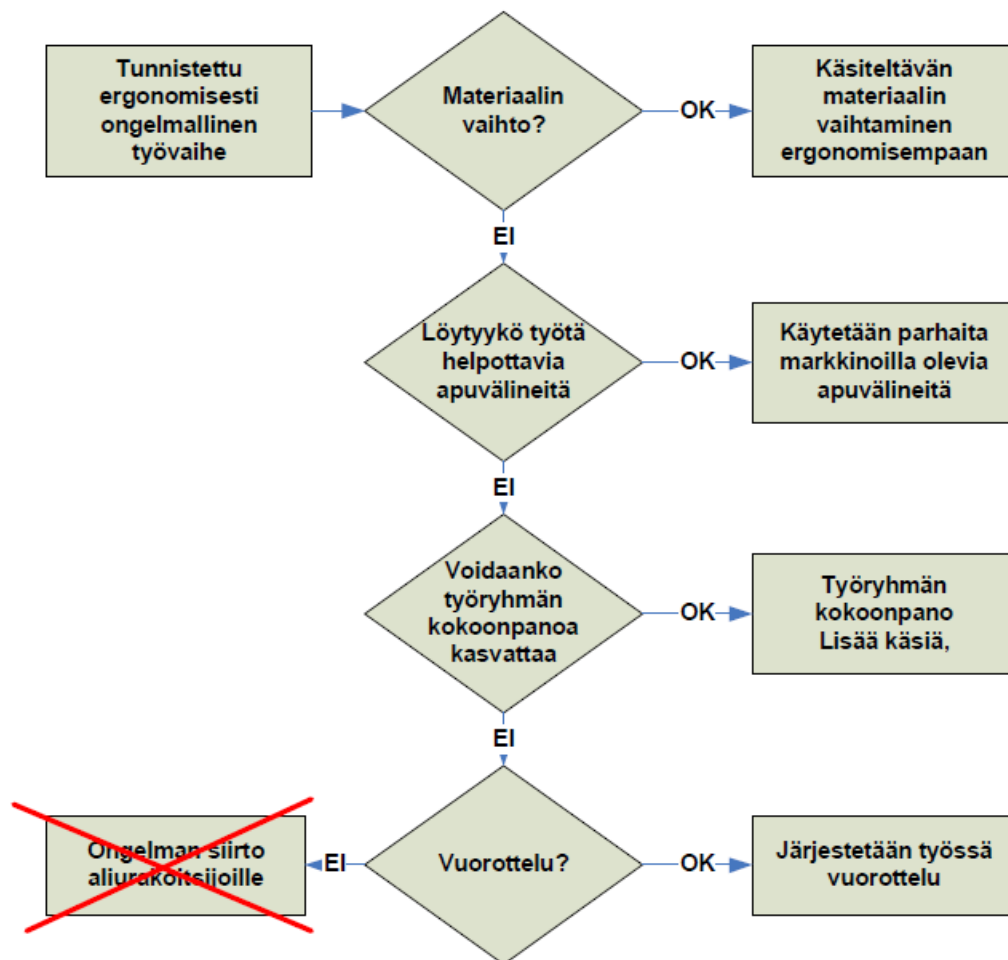 Tunnistettu
ergonomisesti
ongelmallinen
työvaihe
Materiaalin
vaihto?
OK
Käsiteltävän
materiaalin
vaihtaminen
ergonomisempaan
EI
Löytyykö työtä
helpottavia
apuvälineitä
OK
Käytetään parhaita
markkinoilla olevia
apuvälineitä
EI
Voidaanko
työryhmän
kokoonpanoa
kasvattaa
OK
Työryhmän
kokoonpano
Lisää käsiä,
EI
Ongelman siirto
aliurakoitsijoille
EI
Vuorottelu?
OK
Järjestetään työssä
vuorottelu